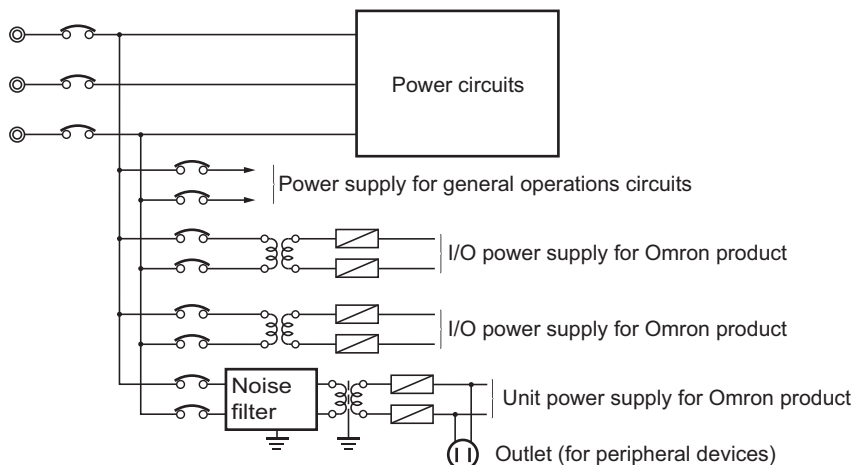 Power circuits
Power supply for general operations circuits
I/O power supply for Omron product
I/O power supply for Omron product
Noise
filter
Unit power supply for Omron product
Outlet (for peripheral devices)